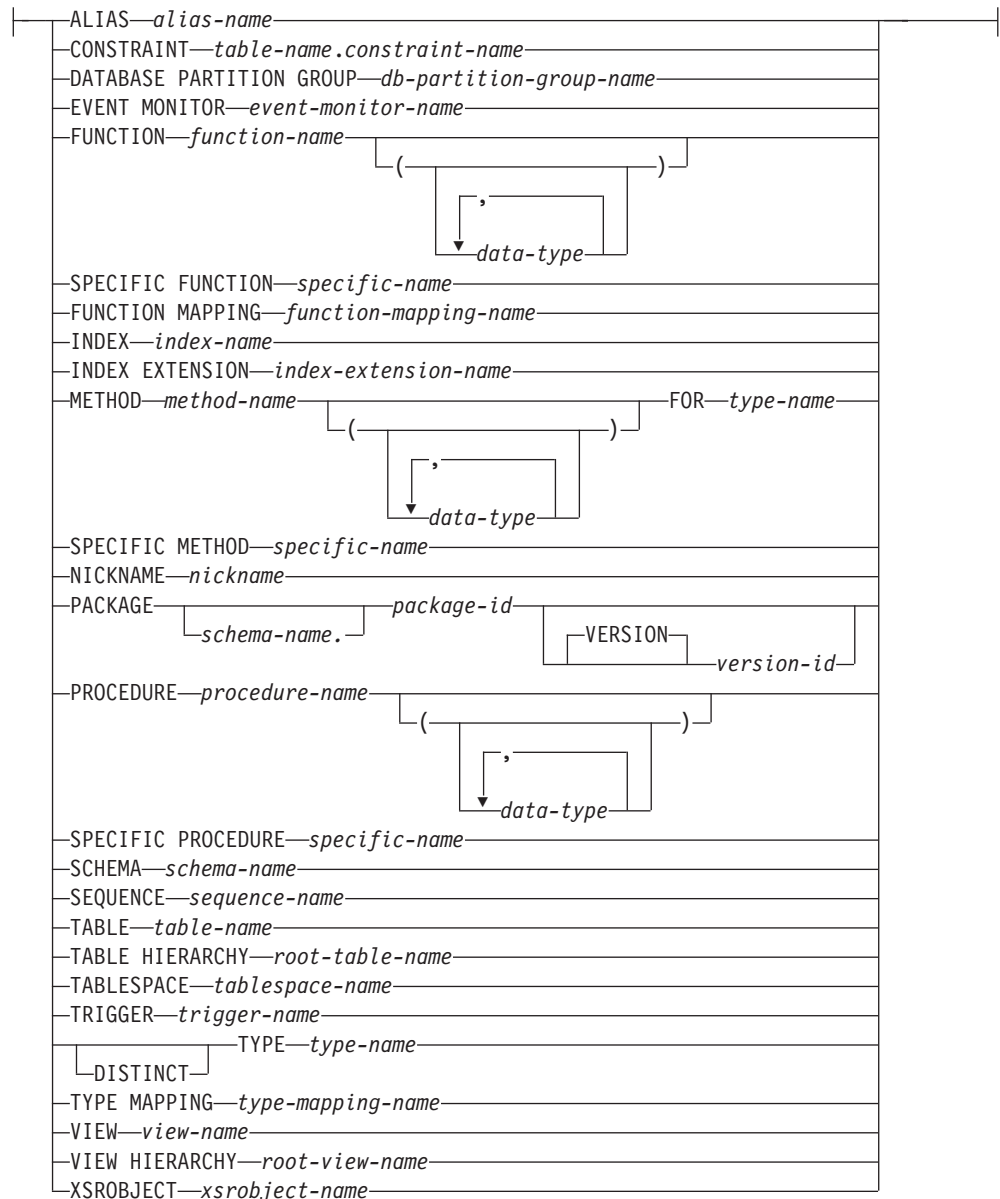 ALIAS alias-name
CONSTRAINT table-name.constraint-name
DATABASE PARTITION GROUP db-partition-group-name
EVENT MONITOR event-monitor-name
FUNCTION function-name
( )
,
data-type
SPECIFIC FUNCTION specific-name
FUNCTION MAPPING function-mapping-name
INDEX index-name
INDEX EXTENSION index-extension-name
METHOD method-name FOR type-name
( )
,
data-type
SPECIFIC METHOD specific-name
NICKNAME nickname
PACKAGE package-id
schema-name. VERSION
version-id
PROCEDURE procedure-name
( )
,
data-type
SPECIFIC PROCEDURE specific-name
SCHEMA schema-name
SEQUENCE sequence-name
TABLE table-name
TABLE HIERARCHY root-table-name
TABLESPACE tablespace-name
TRIGGER trigger-name
TYPE type-name
DISTINCT
TYPE MAPPING type-mapping-name
VIEW view-name
VIEW HIERARCHY root-view-name
XSROBJECT xsrobject-name